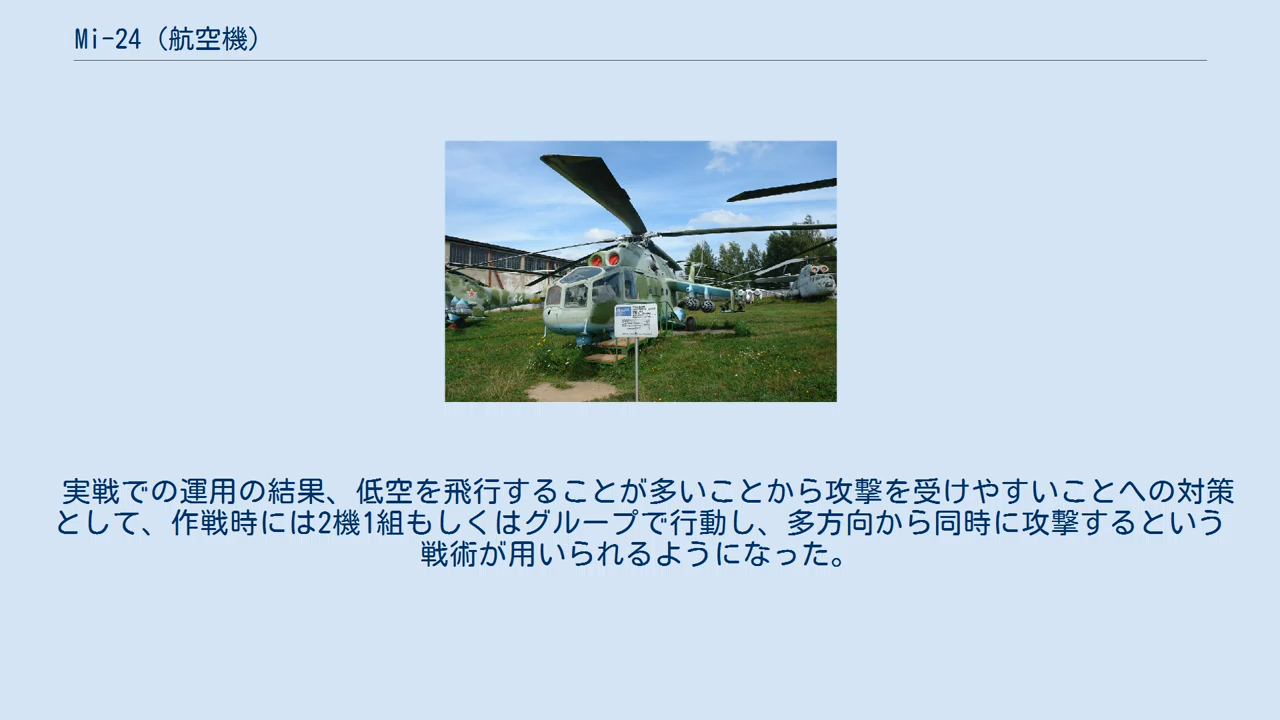 Mi-24（航空機）
実戦での運用の結果、低空を飛行することが多いことから攻撃を受けやすいことへの対策
として、作戦時には2機1組もしくはグループで行動し、多方向から同時に攻撃するという
戦術が用いられるようになった。